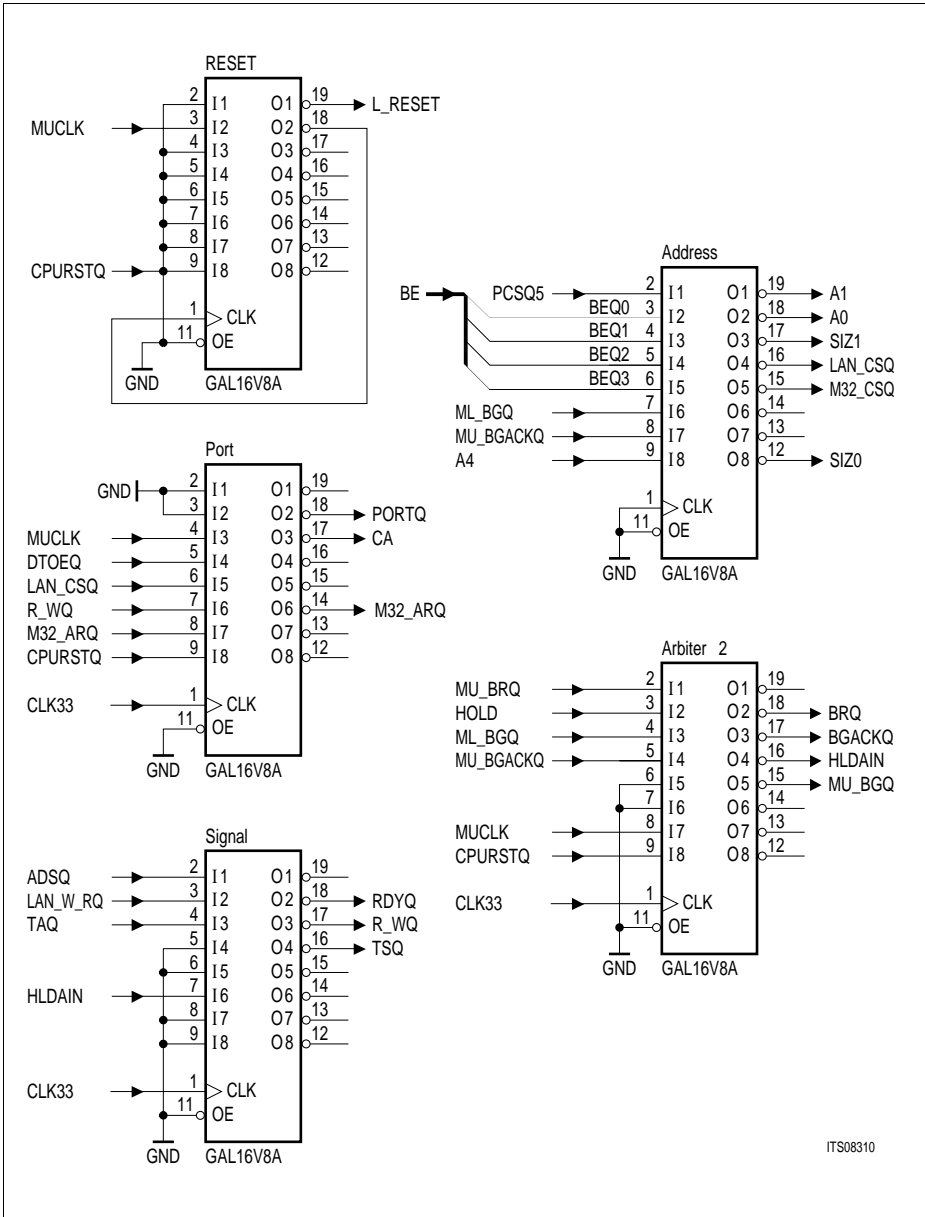 RESET
2 I1 O1 19 L_RESET
MUCLK 3 I2 O2 18
4 I3 O3 17
5 I4 O4 16
6 I5 O5 15
7 I6 O6 14
8 I7 O7 13
CPURSTQ 9 I8 O8 12
1 CLK
11 OE
GND GAL16V8A
Address
BE PCSQ5 2 I1 O1 19 A1
BEQ0 3 I2 O2 18 A0
BEQ1 4 I3 O3 17 SIZ1
BEQ2 5 I4 O4 16 LAN_CSQ
BEQ3 6 I5 O5 15 M32_CSQ
ML_BGQ 7 I6 O6 14
MU_BGACKQ 8 I7 O7 13
A4 9 I8 O8 12 SIZ0
1 CLK
11 OE
GND GAL16V8A
Port
GND 2 I1 O1 19
3 I2 O2 18 PORTQ
MUCLK 4 I3 O3 17 CA
DTOEQ 5 I4 O4 16
LAN_CSQ 6 I5 O5 15
R_WQ 7 I6 O6 14 M32_ARQ
M32_ARQ 8 I7 O7 13
CPURSTQ 9 I8 O8 12
CLK33 1 CLK
11 OE
GND GAL16V8A
Arbiter 2
MU_BRQ 2 I1 O1 19
HOLD 3 I2 O2 18 BRQ
ML_BGQ 4 I3 O3 17 BGACKQ
MU_BGACKQ 5 I4 O4 16 HLDAIN
6 I5 O5 15 MU_BGQ
7 I6 O6 14
MUCLK 8 I7 O7 13
CPURSTQ 9 I8 O8 12
CLK33 1 CLK
11 OE
GND GAL16V8A
Signal
ADSQ 2 I1 O1 19
LAN_W_RQ 3 I2 O2 18 RDYQ
TAQ 4 I3 O3 17 R_WQ
5 I4 O4 16 TSQ
6 I5 O5 15
HLDAIN 7 I6 O6 14
8 I7 O7 13
9 I8 O8 12
CLK33 1 CLK
11 OE
GND GAL16V8A
ITS08310